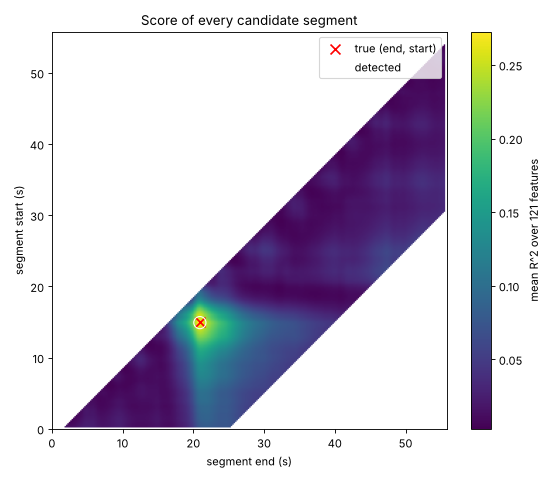 Score of every candidate segment
true (end, start)
detected
segment start (s)
50
40
30
20
10
0
0 10 20 30 40 50
segment end (s)
0.25
0.20
0.15
0.10
0.05
mean R^2 over 121 features